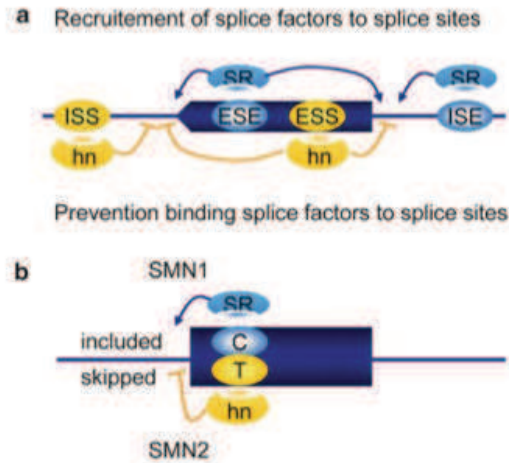 a Recruitement of splice factors to splice sites
SR SR
ISS ESE ESS ISE
hn hn
Prevention binding splice factors to splice sites
b
SMN1
SR
included C
skipped T
hn
SMN2